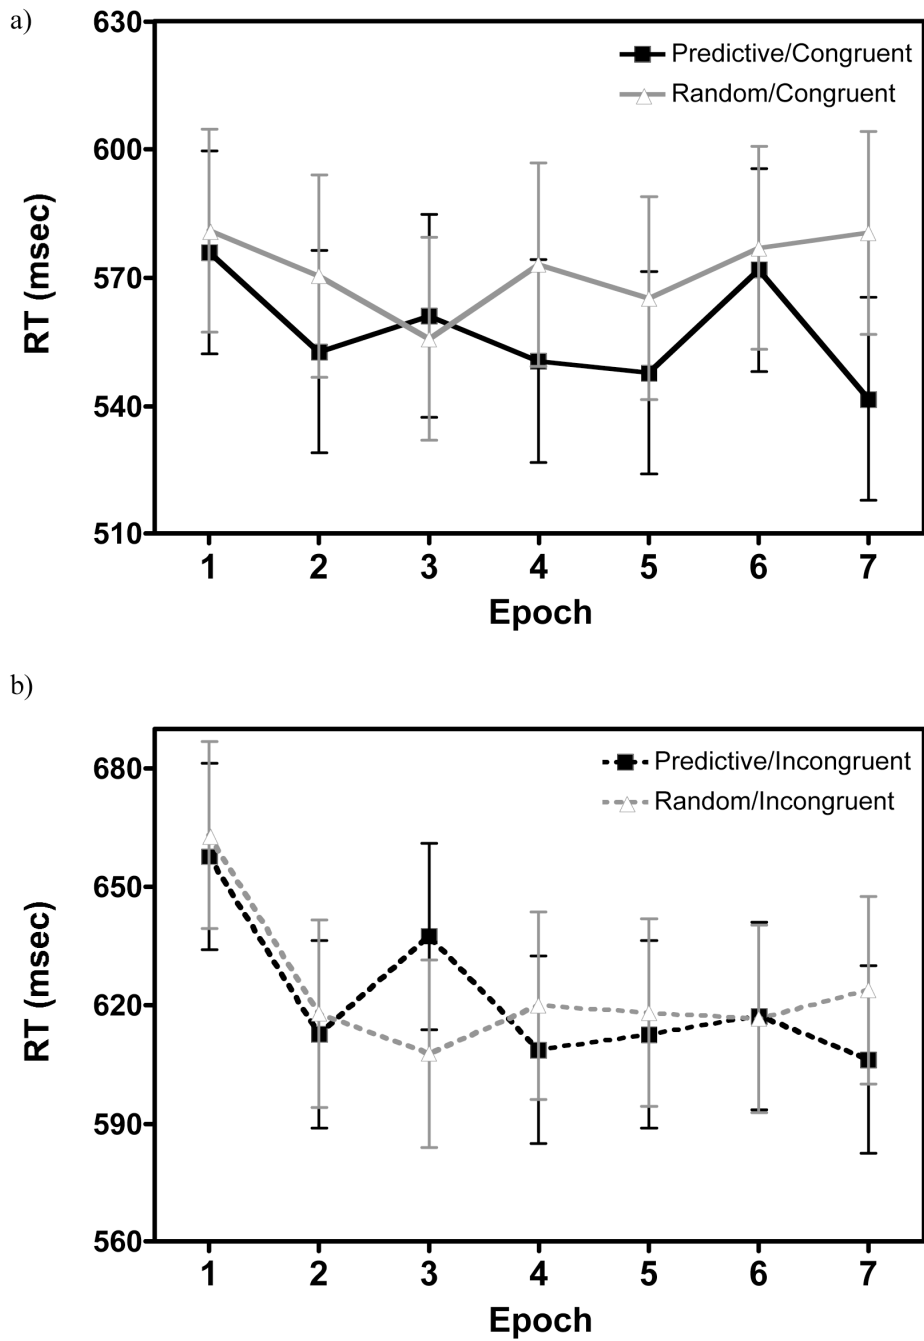 a)
630
600
570
540
510
RT (msec)
Predictive/Congruent
Random/Congruent
1 2 3 4 5 6 7
Epoch
b)
680
650
620
590
560
RT (msec)
Predictive/Incongruent
Random/Incongruent
1 2 3 4 5 6 7
Epoch